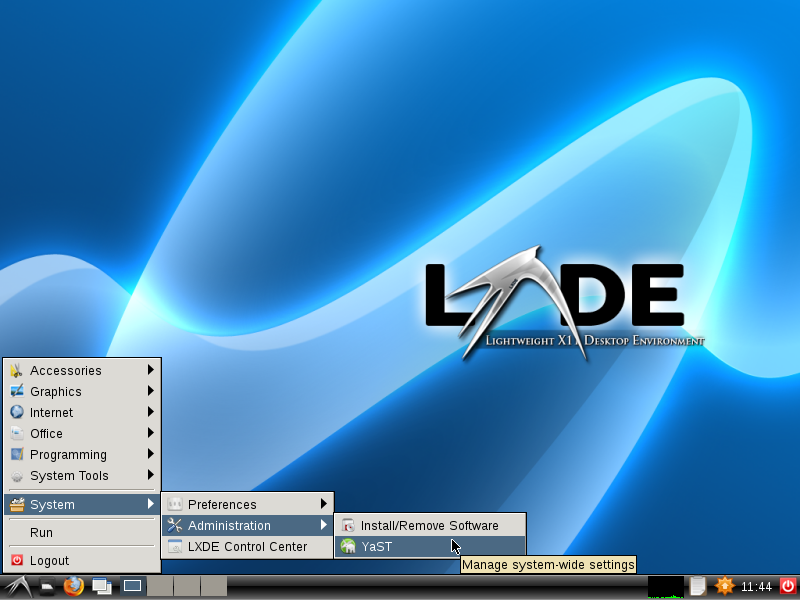 LXDE
Lightweight X11 Desktop Environment
Accessories
Graphics
Internet
Office
Programming
System Tools
System
Preferences
Run
Administration
Install/Remove Software
LXDE Control Center
YaST
Logout
Manage system-wide settings
11:44